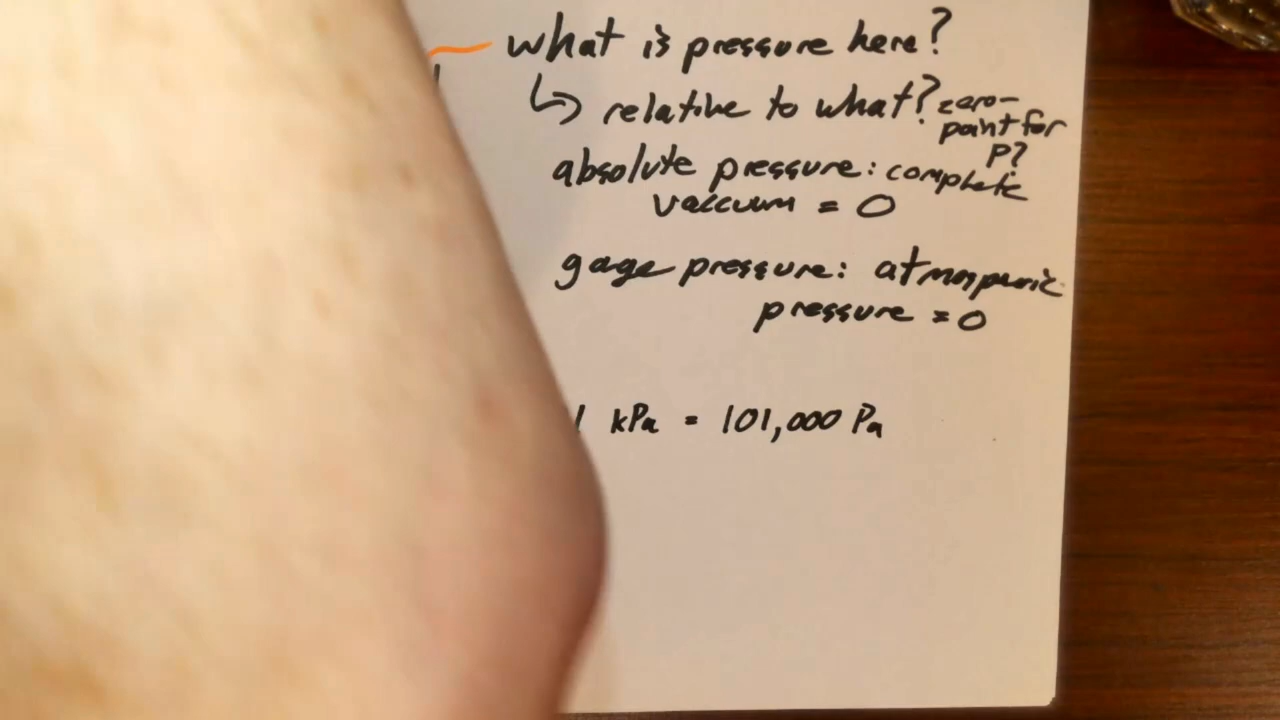 what is pressure here?
↳ relative to what? zero-
point for
P?
absolute pressure: complete
vaccuum = 0
gage pressure: atmospheric
pressure = 0
kPa = 101,000 Pa